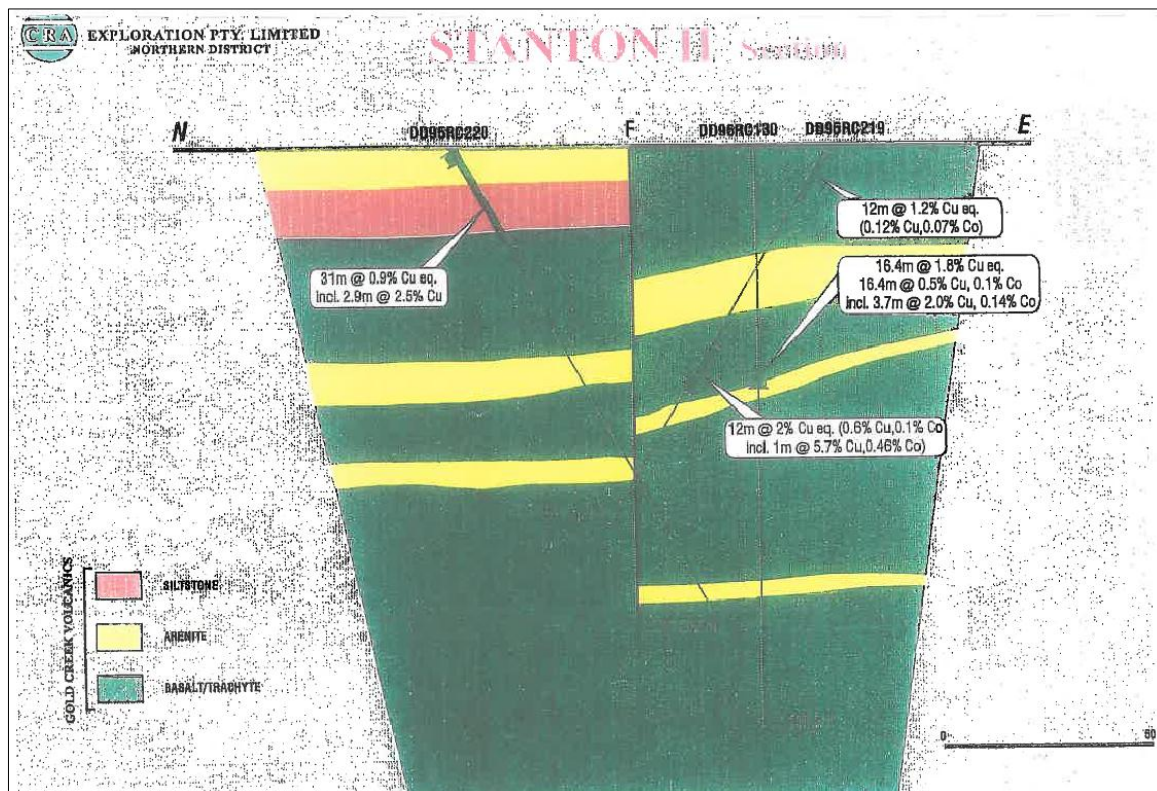 CRA EXPLORATION PTY. LIMITED
NORTHERN DISTRICT
STANTON II Section
N DD95RC220 F DD95RC130 DD95RC219 E
12m @ 1.2% Cu eq.
(0.12% Cu,0.07% Co)
31m @ 0.9% Cu eq.
incl. 2.9m @ 2.5% Cu
16.4m @ 1.8% Cu eq.
16.4m @ 0.5% Cu, 0.1% Co
incl. 3.7m @ 2.0% Cu, 0.14% Co
12m @ 2% Cu eq. (0.6% Cu,0.1% Co)
incl. 1m @ 5.7% Cu,0.46% Co)
GOLD CREEK VOLCANICS
SILTSTONE
ARENITE
BASALT/TRACHYTE
0 50